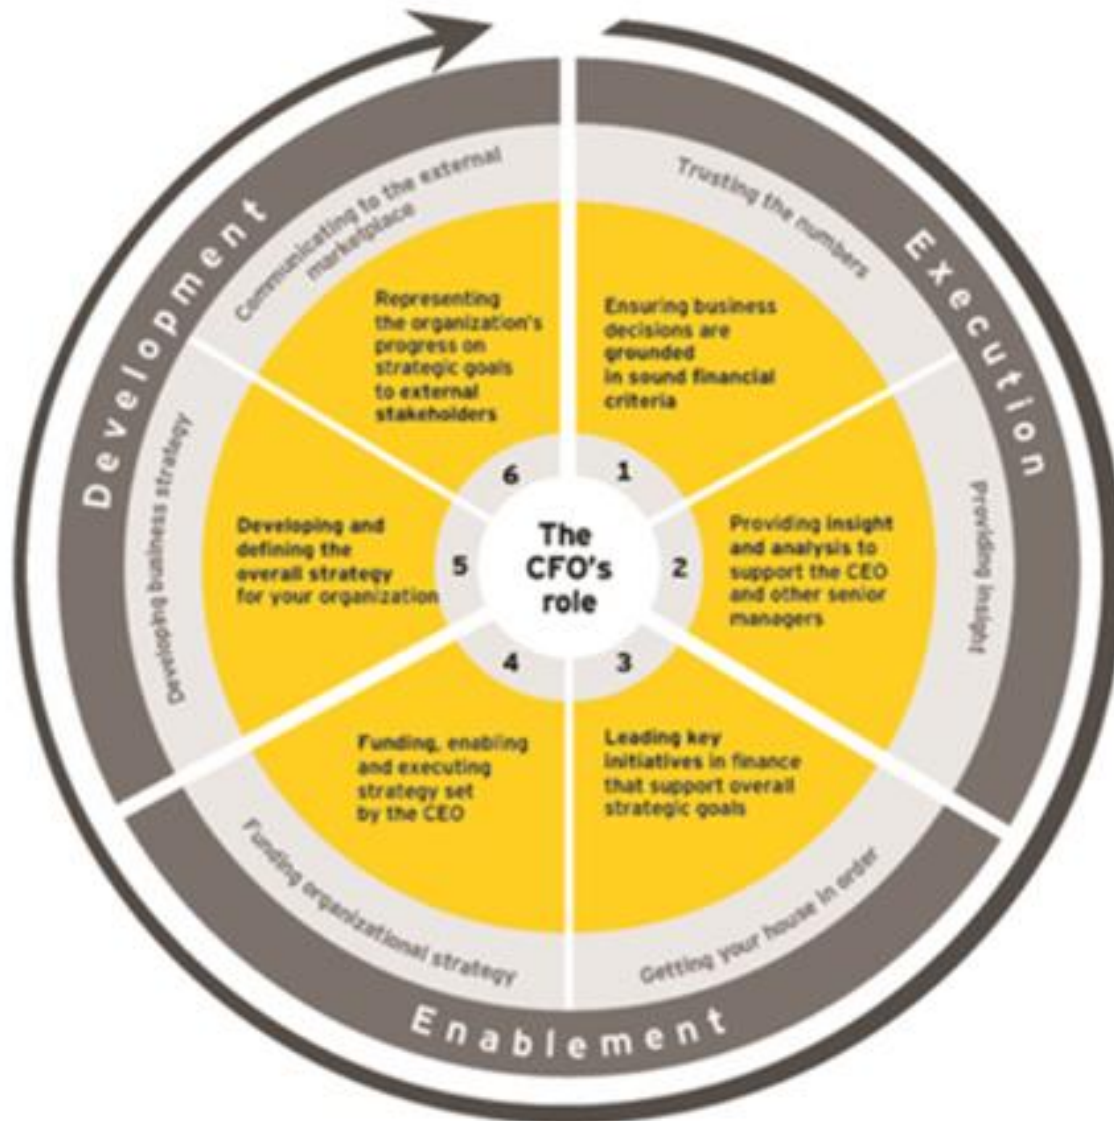 The
CFO's
role
Execution
Trusting the numbers
1
Ensuring business
decisions are
grounded
in sound financial
criteria
Providing insight
2
Providing insight
and analysis to
support the CEO
and other senior
managers
Enablement
Getting your house in order
3
Leading key
initiatives in finance
that support overall
strategic goals
Funding organizational strategy
4
Funding, enabling
and executing
strategy set
by the CEO
Development
Developing business strategy
5
Developing and
defining the
overall strategy
for your organization
Communicating to the external
marketplace
6
Representing
the organization's
progress on
strategic goals
to external
stakeholders